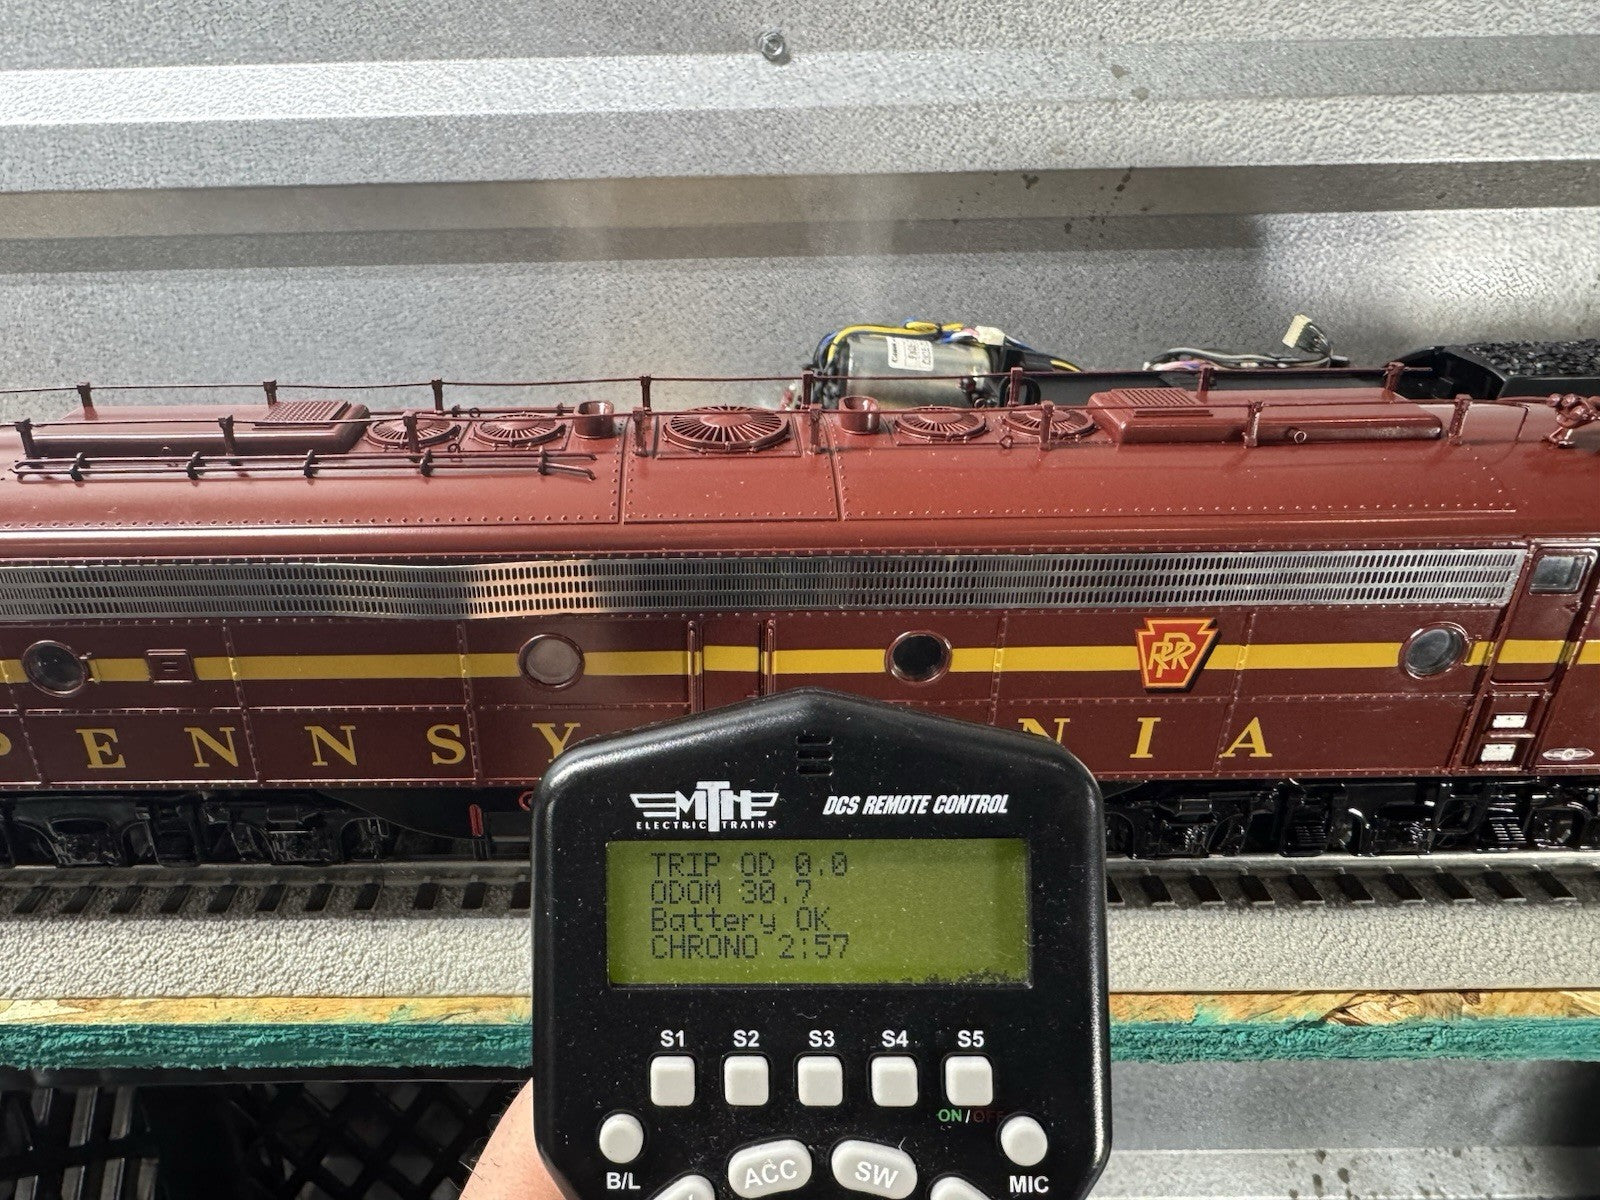 PRR
PENNSY NIA
MTH
ELECTRIC TRAINS
DCS REMOTE CONTROL
TRIP OD 0.0
ODOM 30.7
Battery OK
CHRONO 2:57
S1 S2 S3 S4 S5
ON/OFF
B/L ACC SW MIC